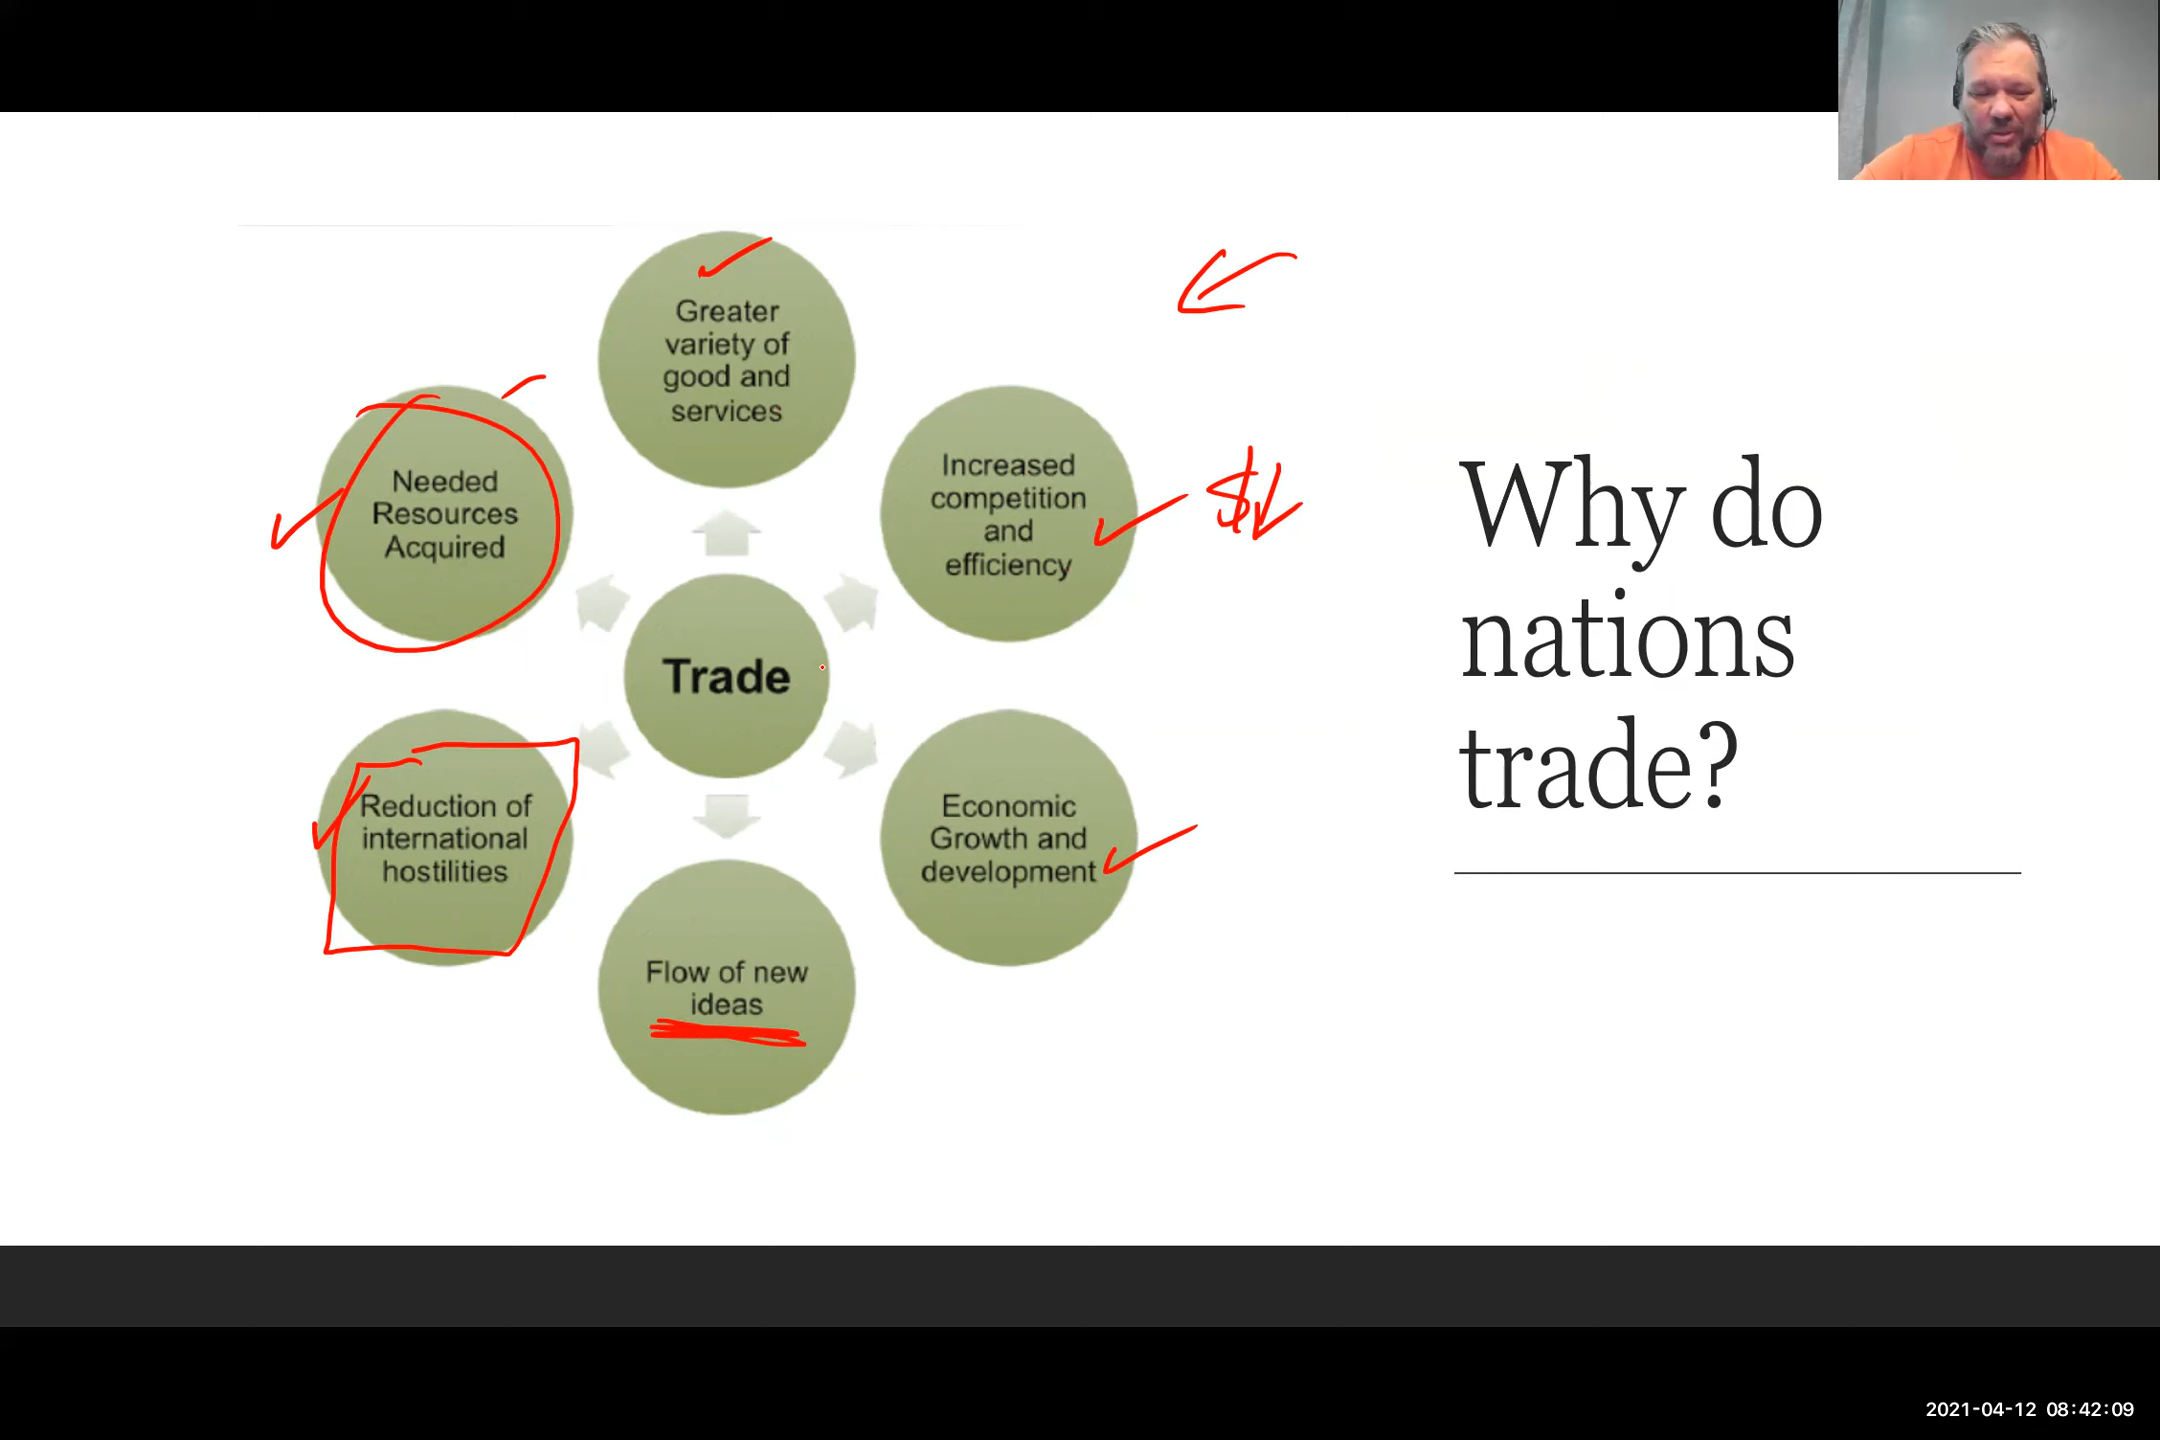 Greater
variety of
good and
services
Needed
Resources
Acquired
Increased
competition
and
efficiency
$
Trade
Reduction of
international
hostilities
Economic
Growth and
development
Flow of new
ideas
Why do
nations
trade?
2021-04-12 08:42:09